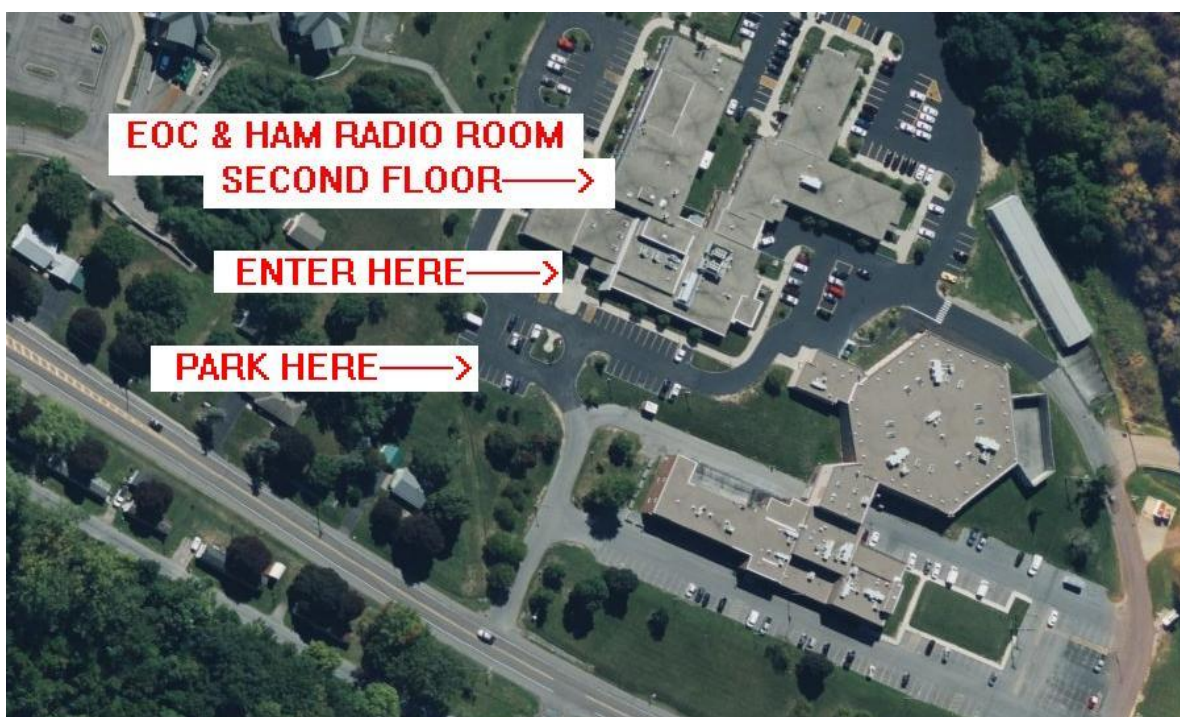 EOC & HAM RADIO ROOM
SECOND FLOOR
ENTER HERE
PARK HERE